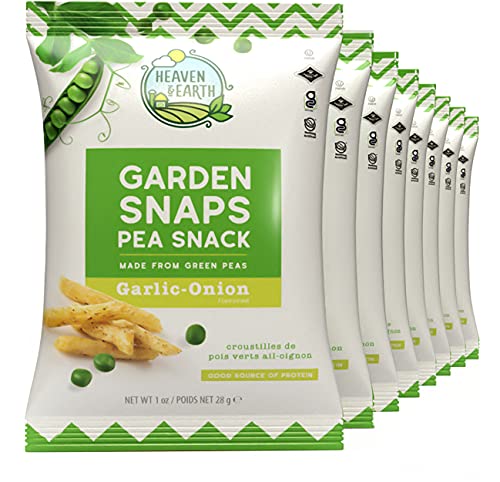 HEAVEN
& EARTH
GARDEN
SNAPS
PEA SNACK
MADE FROM GREEN PEAS
Garlic-Onion
Flavored
croustilles de
pois verts ail-oignon
GOOD SOURCE OF PROTEIN
NET WT 1 oz / POIDS NET 28 g